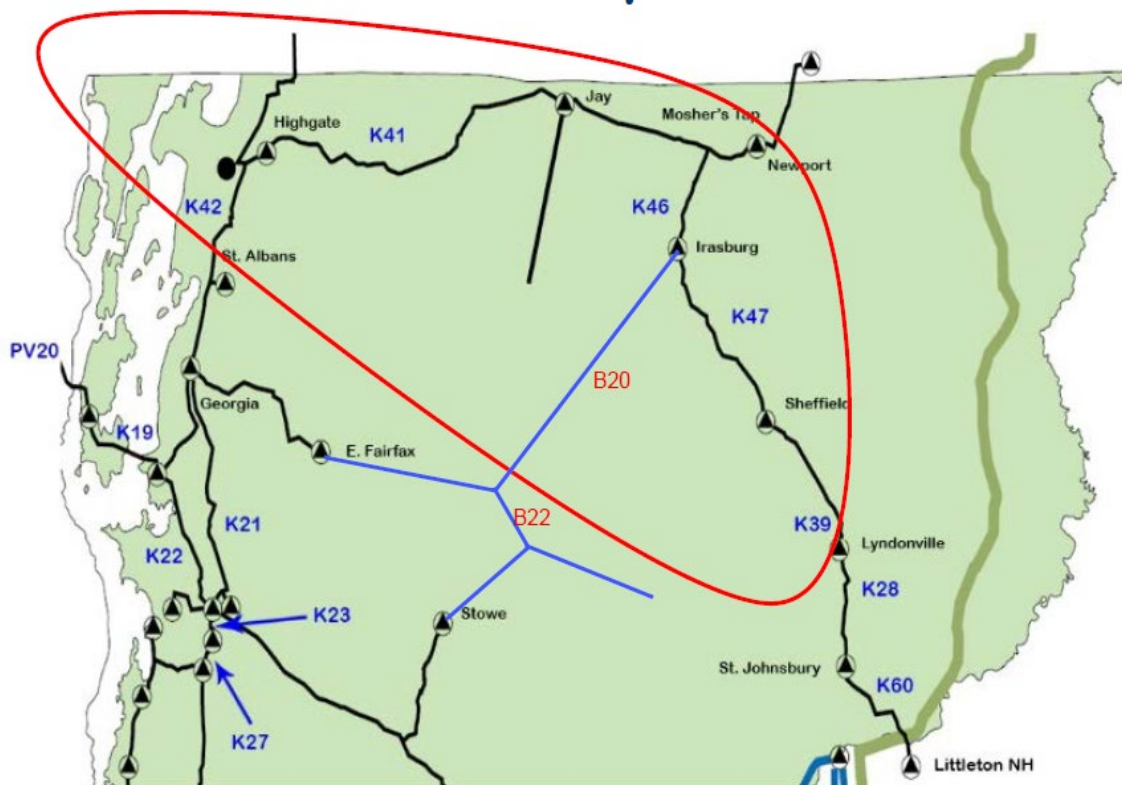 Jay
Mosher's Tap
Highgate
K41
Newport
K42
K46
Irasburg
St. Albans
K47
PV20
B20
Georgia
Sheffield
K19
E. Fairfax
B22
K21
K39
Lyndonville
K22
K28
K23
Stowe
St. Johnsbury
K60
K27
Littleton NH